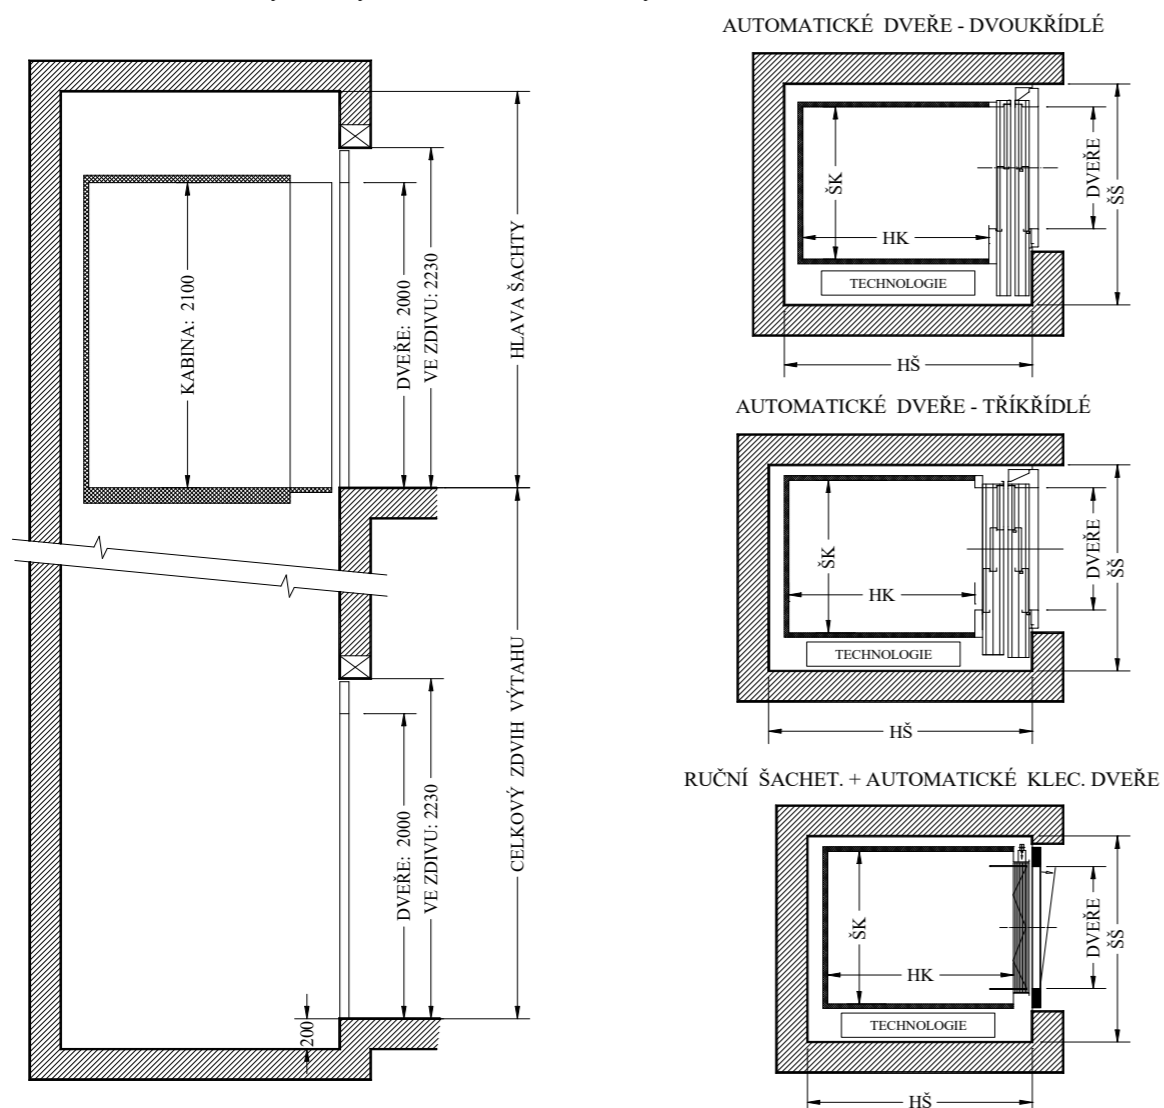 AUTOMATICKÉ DVEŘE - DVOUKŘÍDLÉ
KABINA: 2100
DVEŘE: 2000
VE ZDIVU: 2230
HLAVA ŠACHTY
DVEŘE: 2000
VE ZDIVU: 2230
CELKOVÝ ZDVIH VÝTAHU
200
ŠK
HK
TECHNOLOGIE
DVEŘE
ŠŠ
HŠ
AUTOMATICKÉ DVEŘE - TŘÍKŘÍDLÉ
ŠK
HK
TECHNOLOGIE
DVEŘE
ŠŠ
HŠ
RUČNÍ ŠACHET. + AUTOMATICKÉ KLEC. DVEŘE
ŠK
HK
TECHNOLOGIE
DVEŘE
ŠŠ
HŠ